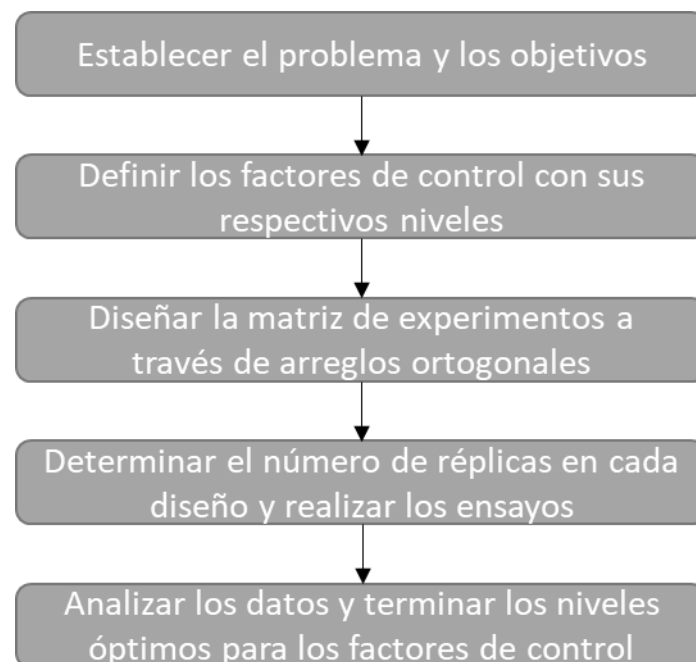 Establecer el problema y los objetivos
Definir los factores de control con sus
respectivos niveles
Diseñar la matriz de experimentos a
través de arreglos ortogonales
Determinar el número de réplicas en cada
diseño y realizar los ensayos
Analizar los datos y terminar los niveles
óptimos para los factores de control